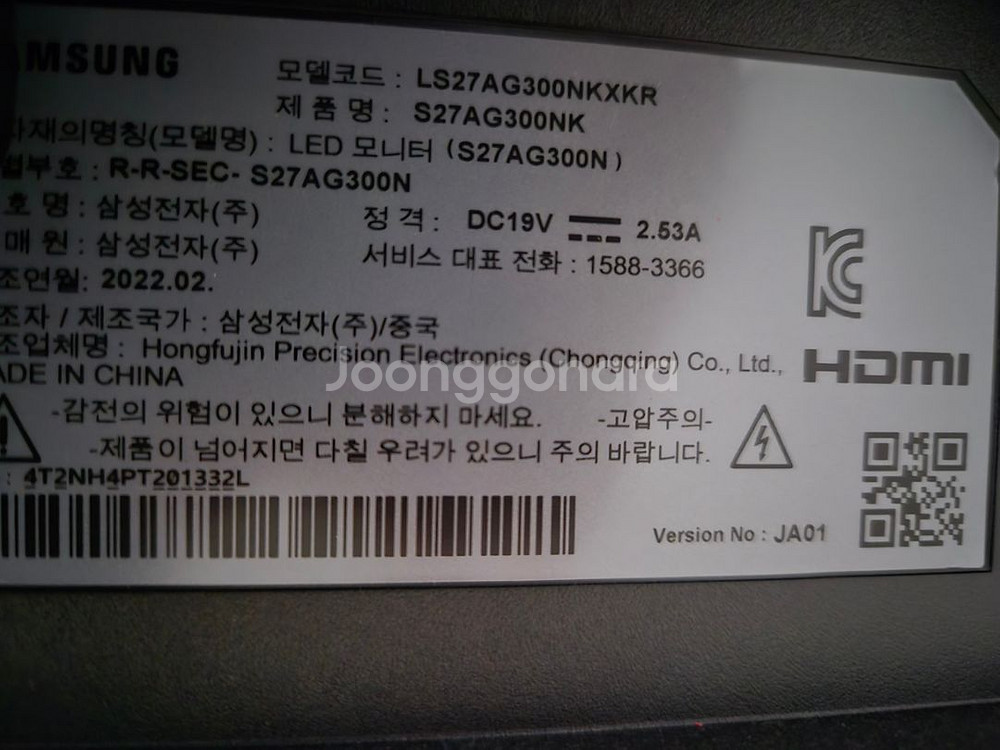 AMSUNG
모델코드 : LS27AG300NKXKR
제 품 명 : S27AG300NK
자재의명칭(모델명) : LED 모니터 (S27AG300N)
별부호 : R-R-SEC- S27AG300N
호 명 : 삼성전자(주)
정 격 : DC19V 2.53A
매 원 : 삼성전자(주)
서비스 대표 전화 : 1588-3366
조연월: 2022.02.
조자 / 제조국가 : 삼성전자(주)/중국
조업체명 : Hongfujin Precision Electronics (Chongqing) Co., Ltd.,
ADE IN CHINA
Joonggonara
HDMI
-감전의 위험이 있으니 분해하지 마세요. -고압주의-
-제품이 넘어지면 다칠 우려가 있으니 주의 바랍니다.
: 4T2NH4PT201332L
Version No : JA01